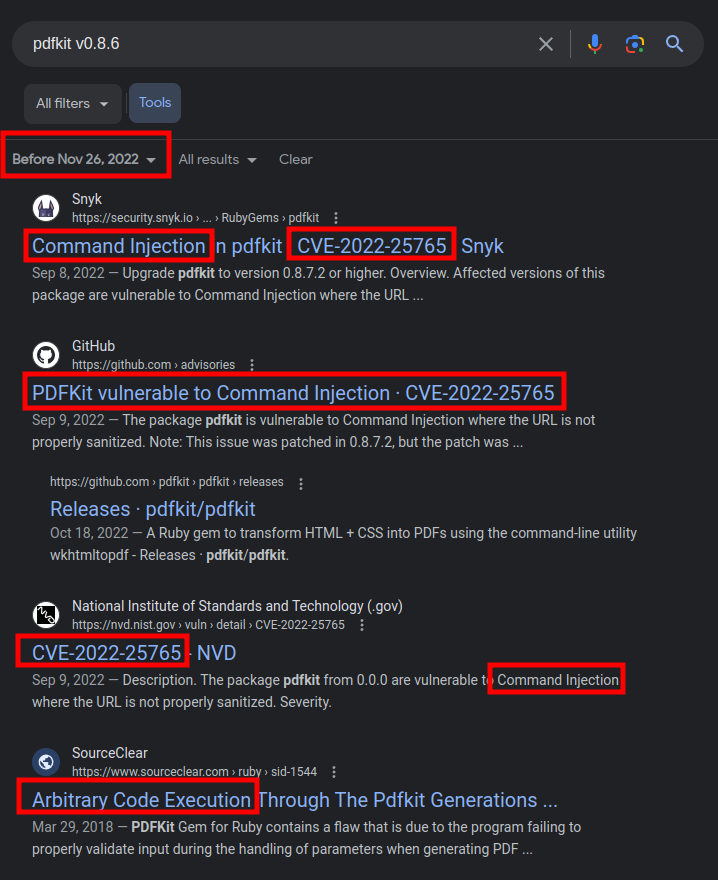 pdfkit v0.8.6
All filters
Tools
Before Nov 26, 2022
All results
Clear
Snyk
https://security.snyk.io › ... › RubyGems › pdfkit
Command Injection in pdfkit CVE-2022-25765 Snyk
Sep 8, 2022 — Upgrade pdfkit to version 0.8.7.2 or higher. Overview. Affected versions of this
package are vulnerable to Command Injection where the URL ...
GitHub
https://github.com › advisories
PDFKit vulnerable to Command Injection · CVE-2022-25765
Sep 9, 2022 — The package pdfkit is vulnerable to Command Injection where the URL is not
properly sanitized. Note: This issue was patched in 0.8.7.2, but the patch was ...
https://github.com › pdfkit › pdfkit › releases
Releases · pdfkit/pdfkit
Oct 18, 2022 — A Ruby gem to transform HTML + CSS into PDFs using the command-line utility
wkhtmltopdf - Releases · pdfkit/pdfkit.
National Institute of Standards and Technology (.gov)
https://nvd.nist.gov › vuln › detail › CVE-2022-25765
CVE-2022-25765 - NVD
Sep 9, 2022 — Description. The package pdfkit from 0.0.0 are vulnerable to Command Injection
where the URL is not properly sanitized. Severity.
SourceClear
https://www.sourceclear.com › ruby › sid-1544
Arbitrary Code Execution Through The Pdfkit Generations ...
Mar 29, 2018 — PDFKit Gem for Ruby contains a flaw that is due to the program failing to
properly validate input during the handling of parameters when generating PDF ...